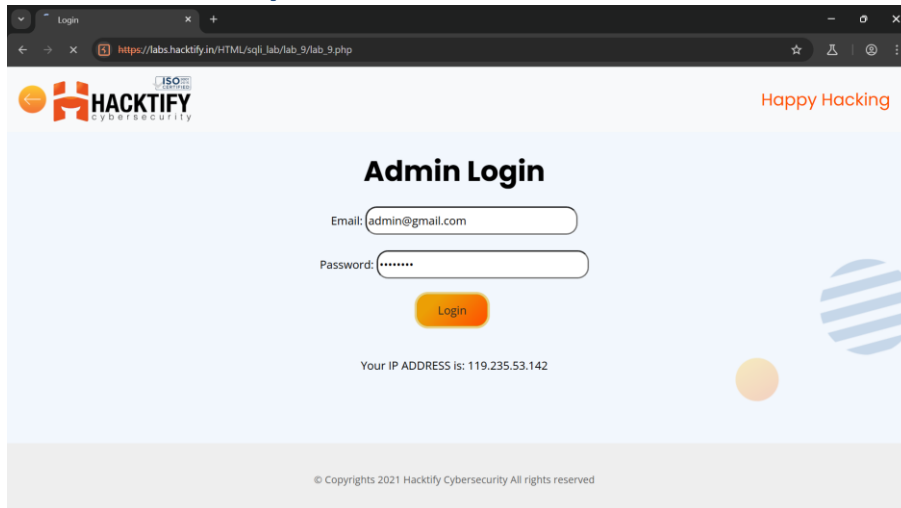 Login
https://labs.hacktify.in/HTML/sqli_lab/lab_9/lab_9.php
ISO
CERTIFIED
HACKTIFY
cybersecurity
Happy Hacking
Admin Login
Email: admin@gmail.com
Password: ••••••••
Login
Your IP ADDRESS is: 119.235.53.142
© Copyrights 2021 Hacktify Cybersecurity All rights reserved